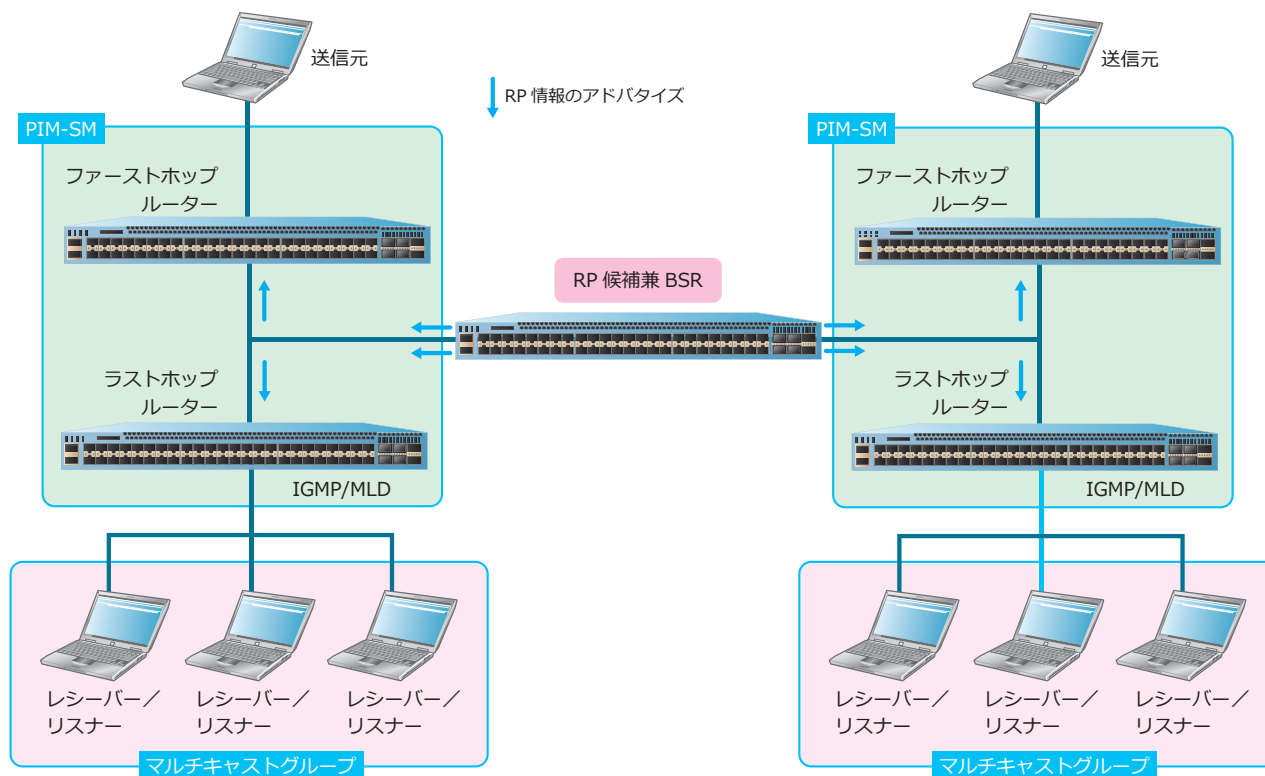 送信元
送信元
RP 情報のアドバタイズ
PIM-SM
PIM-SM
ファーストホップ
ルーター
ファーストホップ
ルーター
RP 候補兼 BSR
ラストホップ
ルーター
ラストホップ
ルーター
IGMP/MLD
IGMP/MLD
レシーバー／
リスナー
レシーバー／
リスナー
レシーバー／
リスナー
レシーバー／
リスナー
レシーバー／
リスナー
レシーバー／
リスナー
マルチキャストグループ
マルチキャストグループ